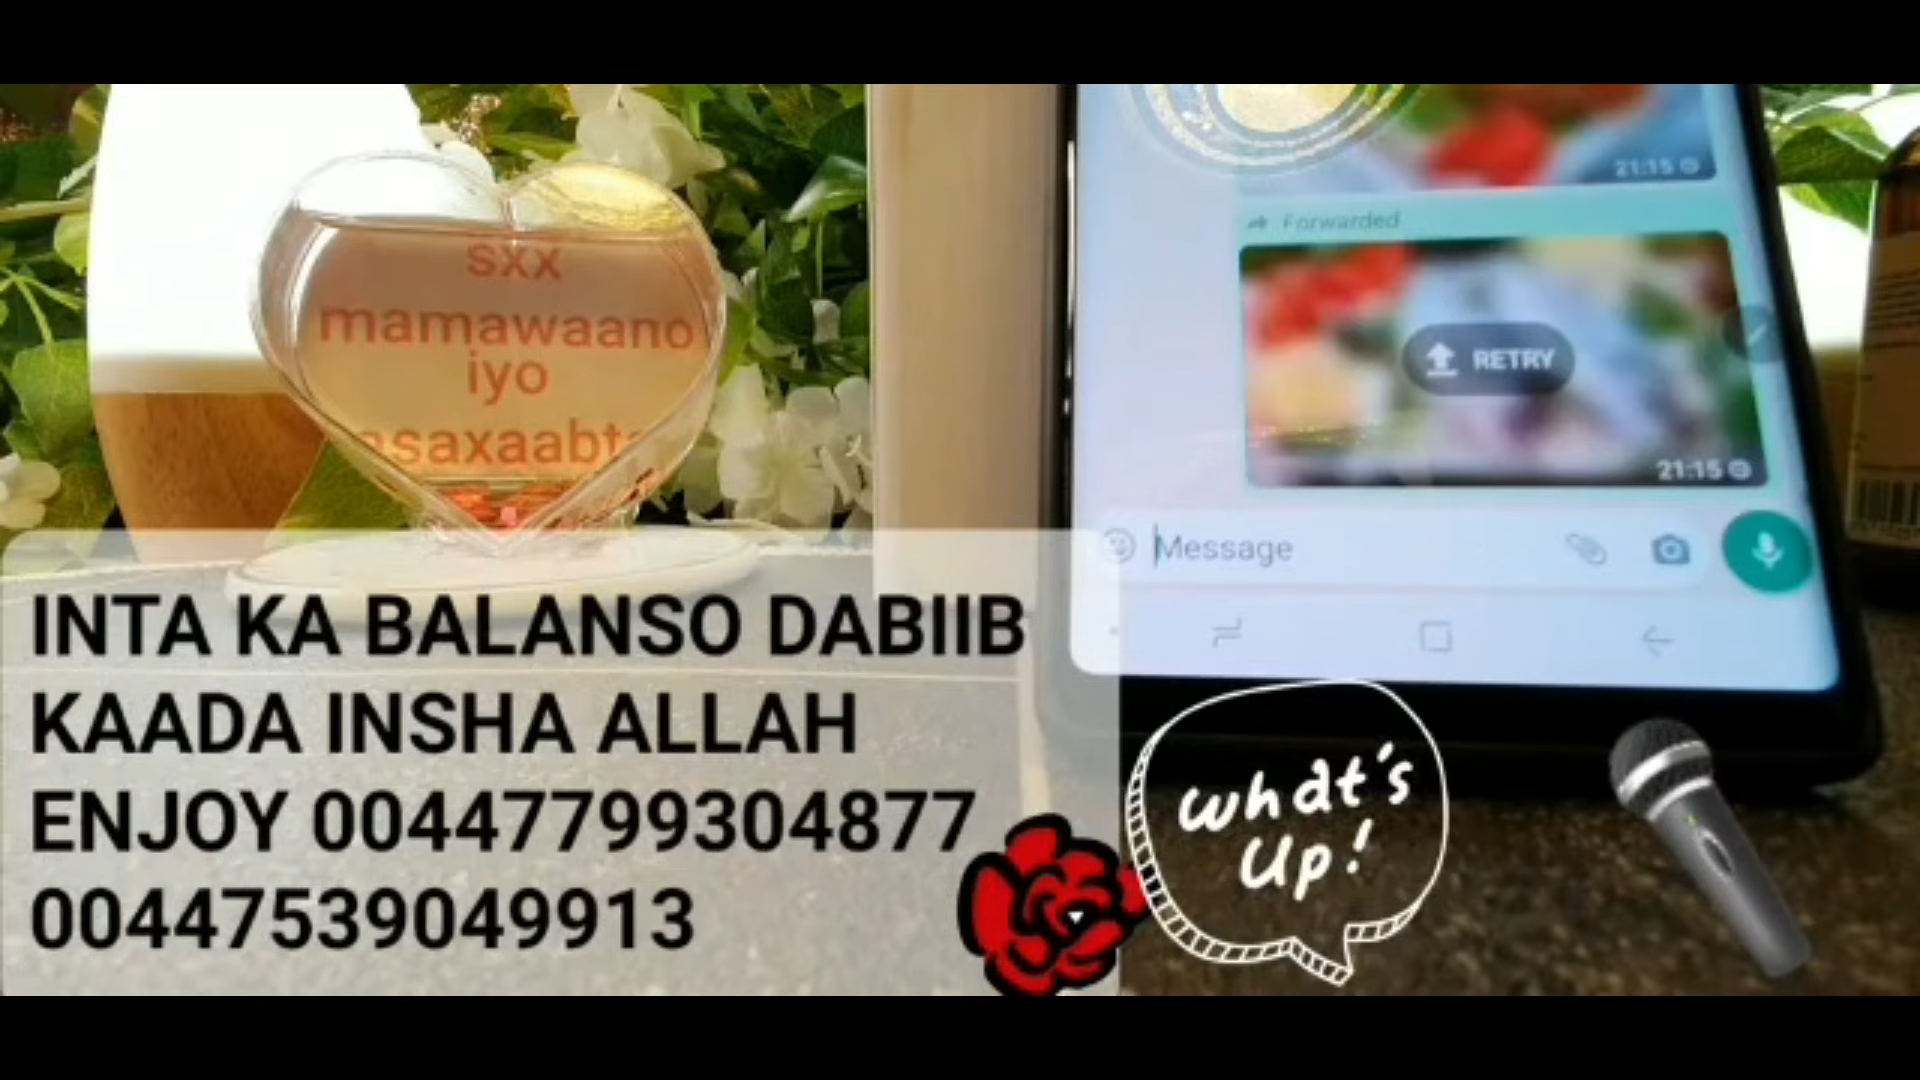 sxx
mamawaano
iyo
asaxaabta
21:15
Forwarded
RETRY
21:15
Message
INTA KA BALANSO DABIIB
KAADA INSHA ALLAH
ENJOY 00447799304877
00447539049913
what's
Up!